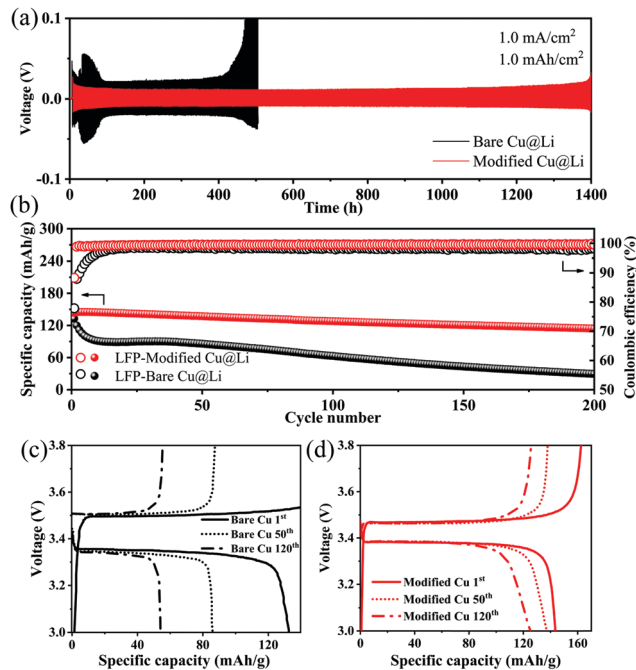 (a)
0.1
0.0
-0.1
Voltage (V)
1.0 mA/cm²
1.0 mAh/cm²
Bare Cu@Li
Modified Cu@Li
0 200 400 600 800 1000 1200 1400
Time (h)
(b)
300
270
240
210
180
150
120
90
60
30
0
Specific capacity (mAh/g)
100
90
80
70
60
50
Coulombic efficiency (%)
LFP-Modified Cu@Li
LFP-Bare Cu@Li
0 50 100 150 200
Cycle number
(c)
3.8
3.6
3.4
3.2
3.0
Voltage (V)
Bare Cu 1st
Bare Cu 50th
Bare Cu 120th
0 40 80 120
Specific capacity (mAh/g)
(d)
3.8
3.6
3.4
3.2
3.0
Voltage (V)
Modified Cu 1st
Modified Cu 50th
Modified Cu 120th
0 40 80 120 160
Specific capacity (mAh/g)